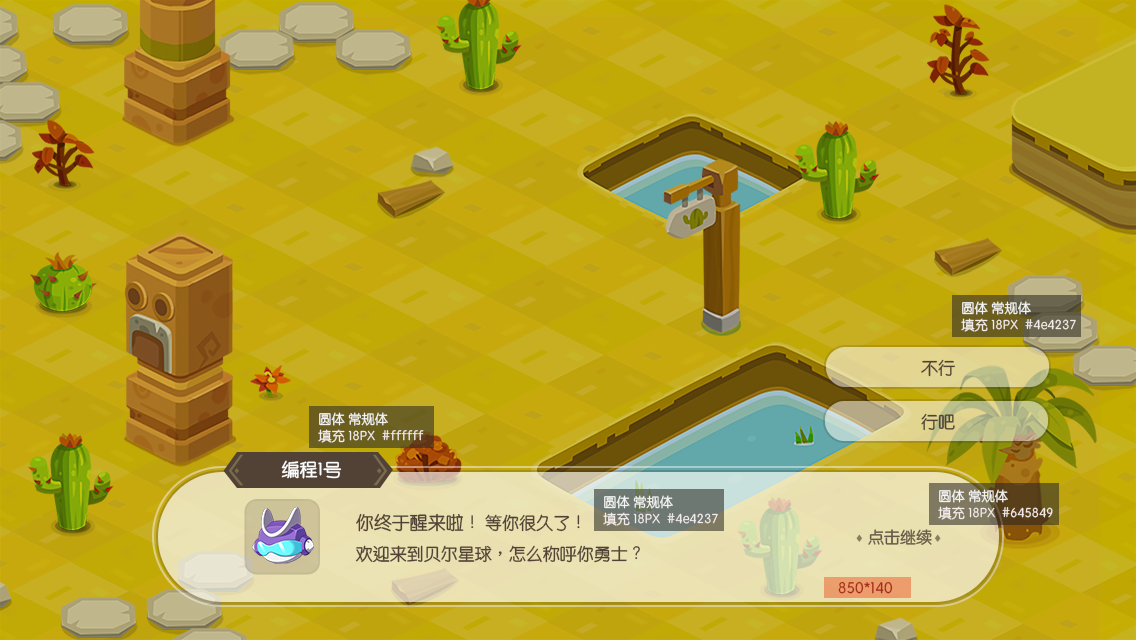 圆体 常规体
填充 18PX #4e4237
不行
行吧
圆体 常规体
填充 18PX #ffffff
编程1号
圆体 常规体
填充 18PX #4e4237
圆体 常规体
填充 18PX #645849
你终于醒来啦！等你很久了！
欢迎来到贝尔星球，怎么称呼你勇士？
点击继续
850*140